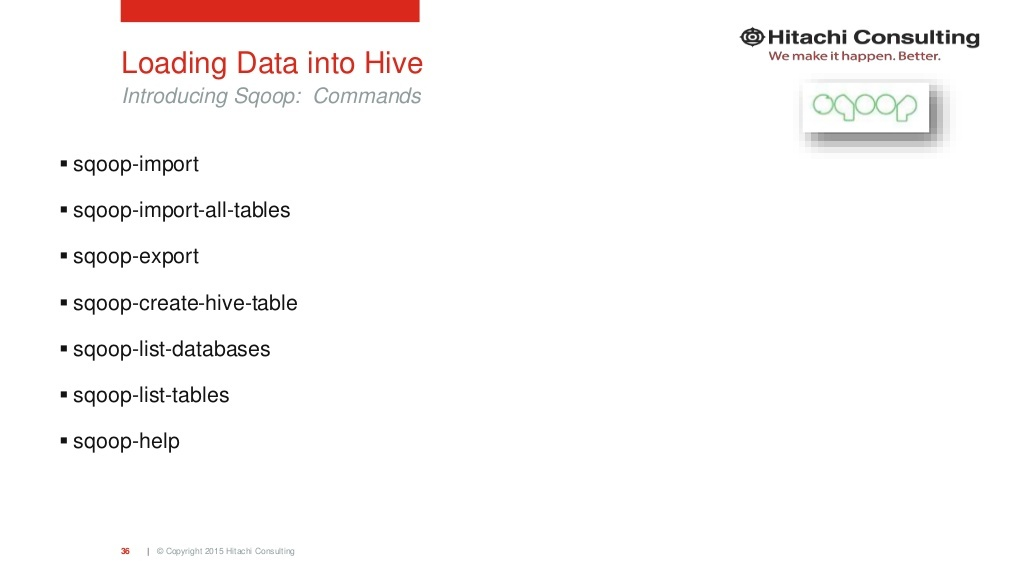 Hitachi Consulting
We make it happen. Better.
Loading Data into Hive
Introducing Sqoop: Commands
sqoop
▪ sqoop-import
▪ sqoop-import-all-tables
▪ sqoop-export
▪ sqoop-create-hive-table
▪ sqoop-list-databases
▪ sqoop-list-tables
▪ sqoop-help
36 | © Copyright 2015 Hitachi Consulting